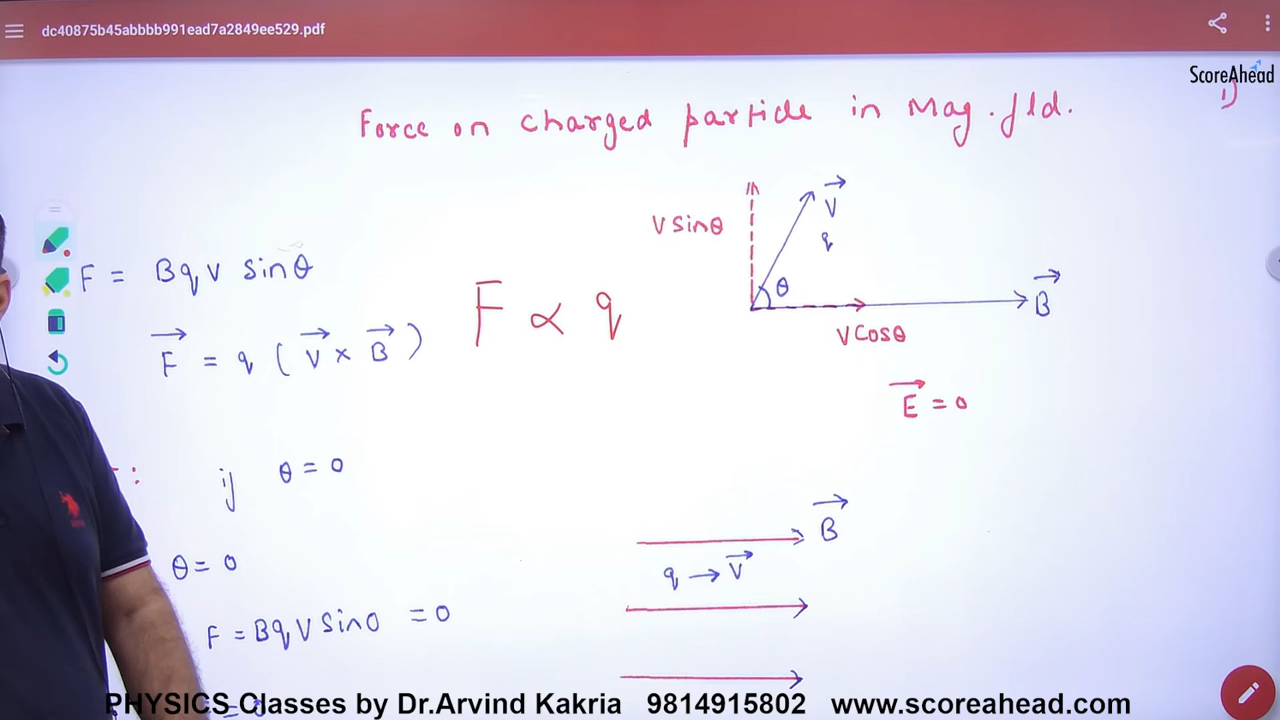 dc40875b45abbbb991ead7a2849ee529.pdf
ScoreAhead
Force on charged particle in Mag. fld.
1)
V sinθ
V
q
θ
B
V Cosθ
F = BqV sinθ
F = q ( V × B )
F ∝ q
E = 0
if θ = 0
B
q → V
θ = 0
F = BqV Sin0 = 0
PHYSICS Classes by Dr.Arvind Kakria 9814915802 www.scoreahead.com